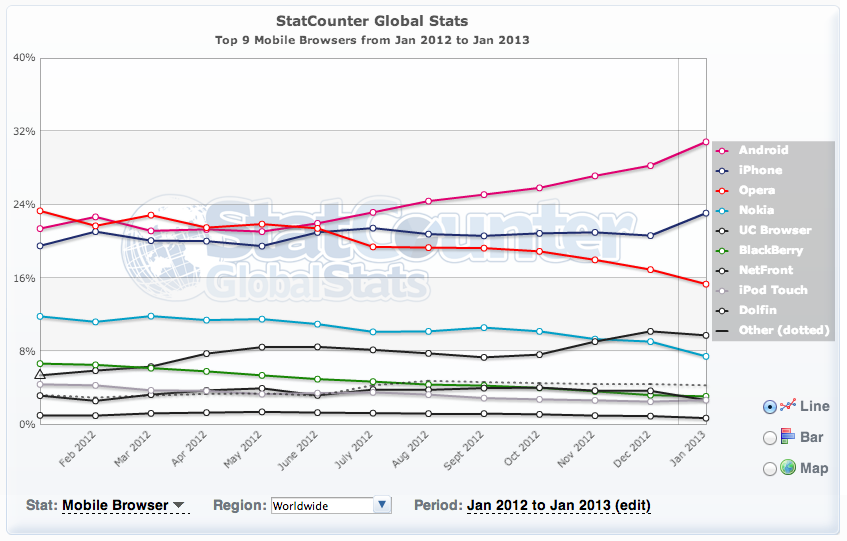 StatCounter Global Stats
Top 9 Mobile Browsers from Jan 2012 to Jan 2013
40%
32%
24%
16%
8%
0%
StatCounter
GlobalStats
Android
iPhone
Opera
Nokia
UC Browser
BlackBerry
NetFront
iPod Touch
Dolfin
Other (dotted)
Feb 2012
Mar 2012
Apr 2012
May 2012
June 2012
July 2012
Aug 2012
Sept 2012
Oct 2012
Nov 2012
Dec 2012
Jan 2013
Line
Bar
Map
Stat: Mobile Browser Region: Worldwide Period: Jan 2012 to Jan 2013 (edit)